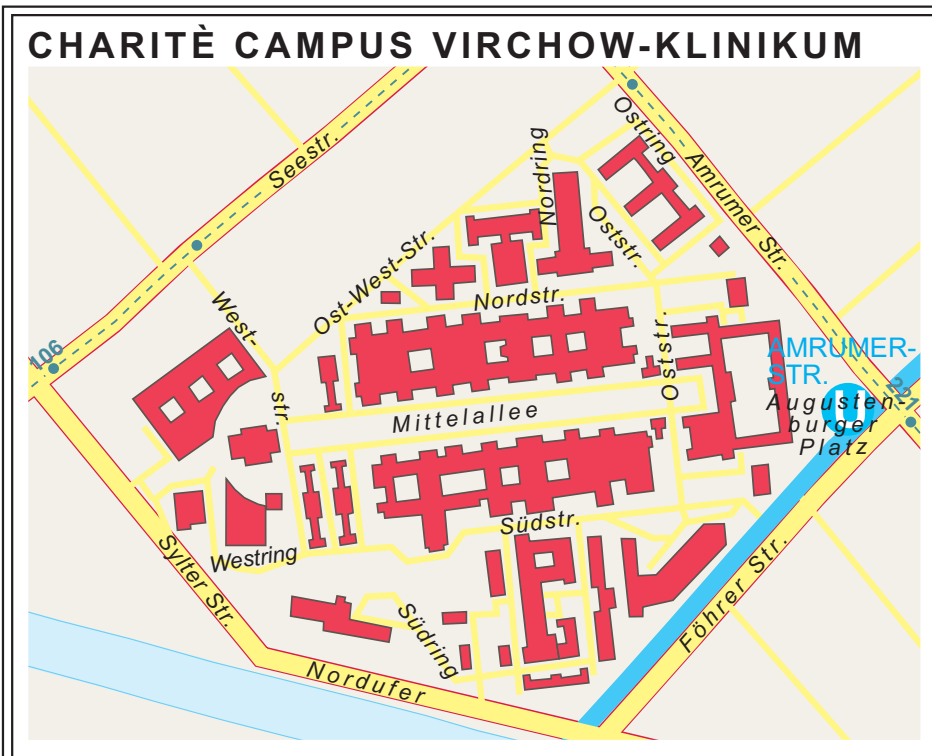 CHARITÈ CAMPUS VIRCHOW-KLINIKUM
Seestr.
Ostring
Amrumer Str.
Nordring
Oststr.
Ost-West-Str.
West-
str.
Nordstr.
Oststr.
106
AMRUMER-
STR.
U
221
Augusten-
burger
Platz
Mittelallee
Südstr.
Westring
Sylter Str.
Südring
Föhrer Str.
Nordufer